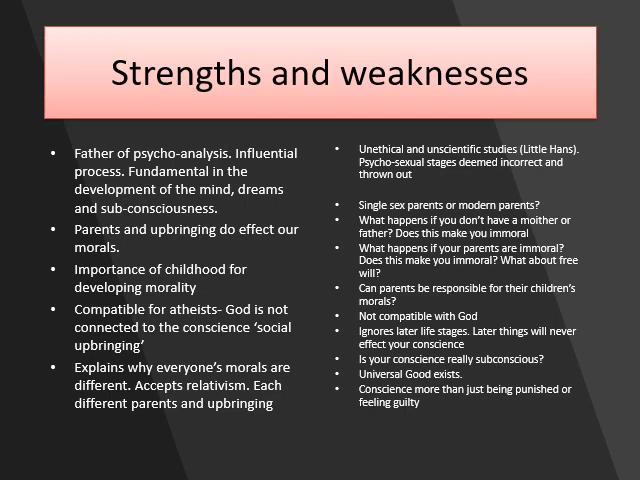 Strengths and weaknesses
• Father of psycho-analysis. Influential
process. Fundamental in the
development of the mind, dreams
and sub-consciousness.
• Parents and upbringing do effect our
morals.
• Importance of childhood for
developing morality
• Compatible for atheists- God is not
connected to the conscience ‘social
upbringing’
• Explains why everyone’s morals are
different. Accepts relativism. Each
different parents and upbringing
• Unethical and unscientific studies (Little Hans).
Psycho-sexual stages deemed incorrect and
thrown out
• Single sex parents or modern parents?
• What happens if you don’t have a moither or
father? Does this make you immoral
• What happens if your parents are immoral?
Does this make you immoral? What about free
will?
• Can parents be responsible for their children’s
morals?
• Not compatible with God
• Ignores later life stages. Later things will never
effect your conscience
• Is your conscience really subconscious?
• Universal Good exists.
• Conscience more than just being punished or
feeling guilty